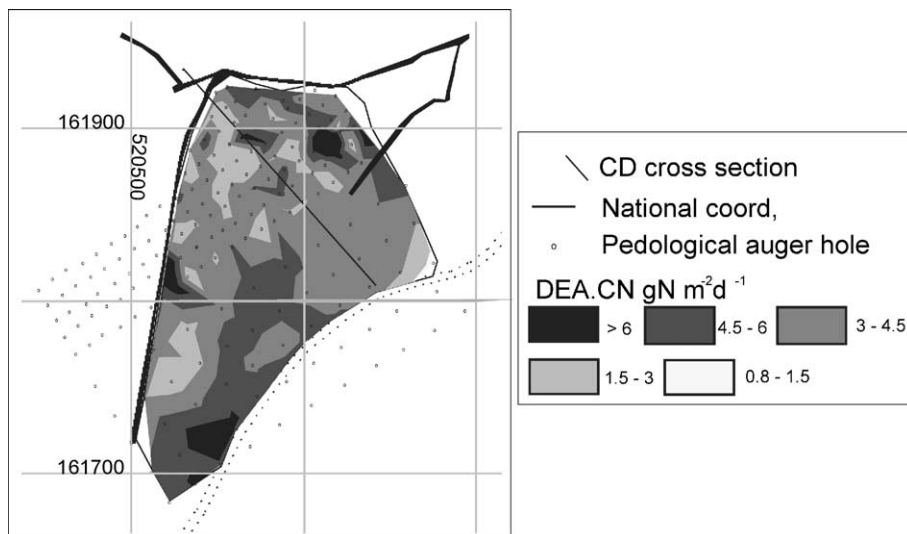 161900
520500
161700
CD cross section
National coord,
Pedological auger hole
DEA.CN gN m-2d -1
> 6 4.5 - 6 3 - 4.5
1.5 - 3 0.8 - 1.5